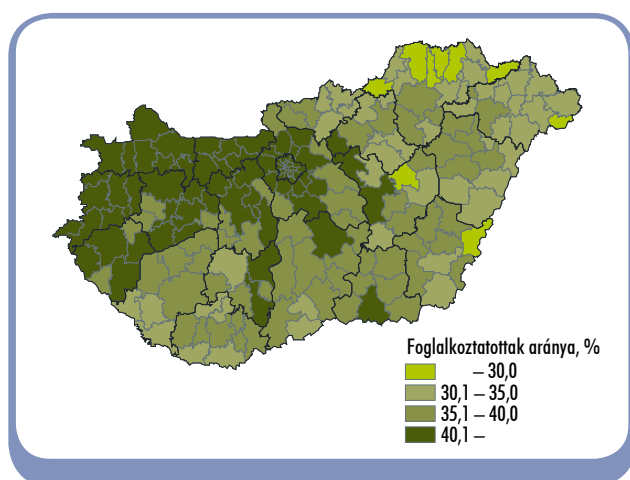 Foglalkoztatottak aránya, %
– 30,0
30,1 – 35,0
35,1 – 40,0
40,1 –